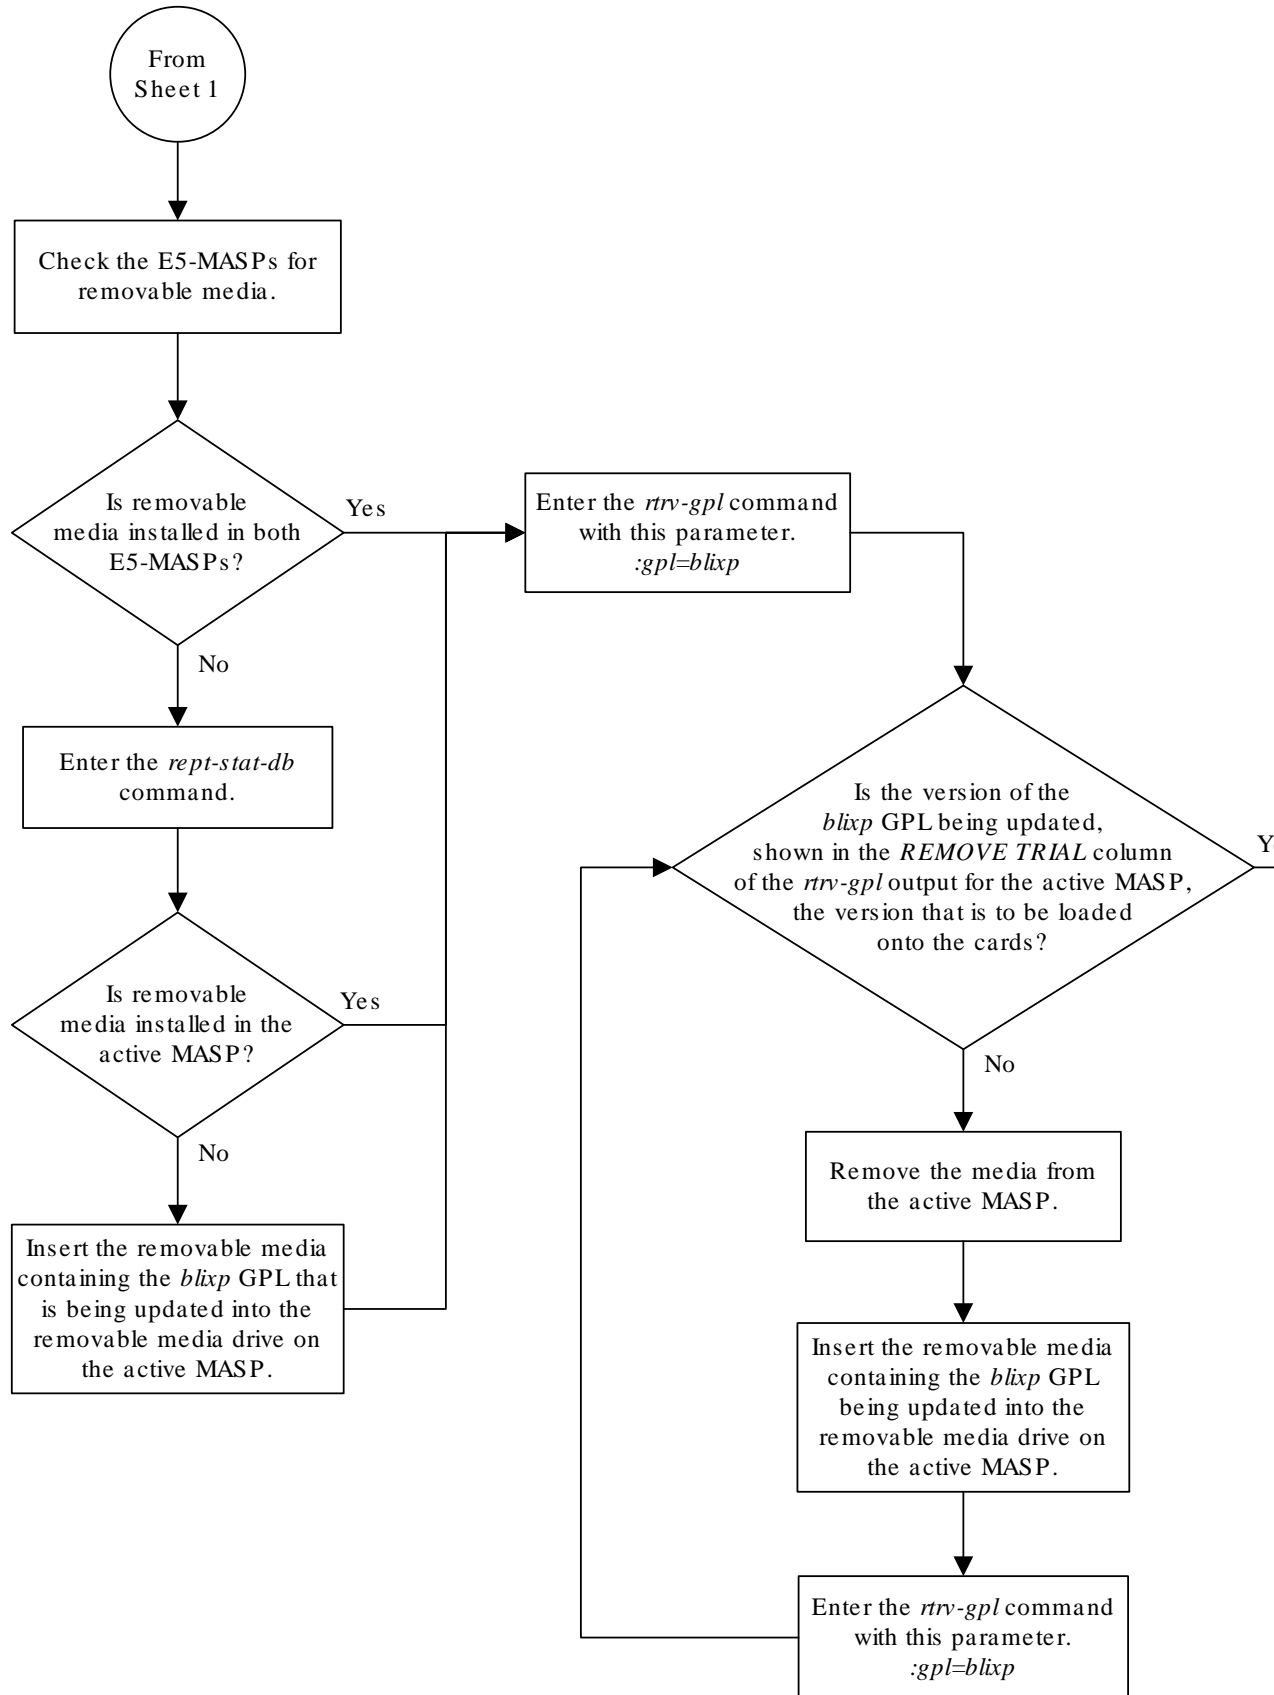 From
Sheet 1
Check the E5-MASPs for
removable media.
Is removable
media installed in both
E5-MASPs?
Yes
No
Enter the rept-stat-db
command.
Is removable
media installed in the
active MASP?
Yes
No
Insert the removable media
containing the blixp GPL that
is being updated into the
removable media drive on
the active MASP.
Enter the rtrv-gpl command
with this parameter.
:gpl=blixp
Is the version of the
blixp GPL being updated,
shown in the REMOVE TRIAL column
of the rtrv-gpl output for the active MASP,
the version that is to be loaded
onto the cards?
No
Remove the media from
the active MASP.
Insert the removable media
containing the blixp GPL
being updated into the
removable media drive on
the active MASP.
Enter the rtrv-gpl command
with this parameter.
:gpl=blixp